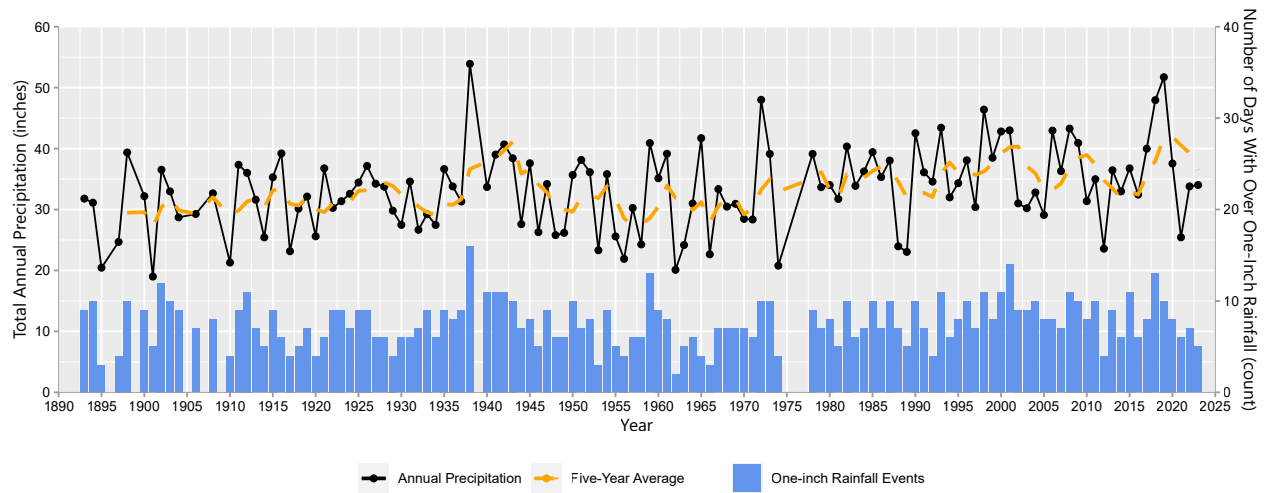 60
50
40
30
20
10
0
Total Annual Precipitation (inches)
40
30
20
10
0
Number of Days With Over One-Inch Rainfall (count)
1890 1895 1900 1905 1910 1915 1920 1925 1930 1935 1940 1945 1950 1955 1960 1965 1970 1975 1980 1985 1990 1995 2000 2005 2010 2015 2020 2025
Year
Annual Precipitation Five-Year Average One-inch Rainfall Events